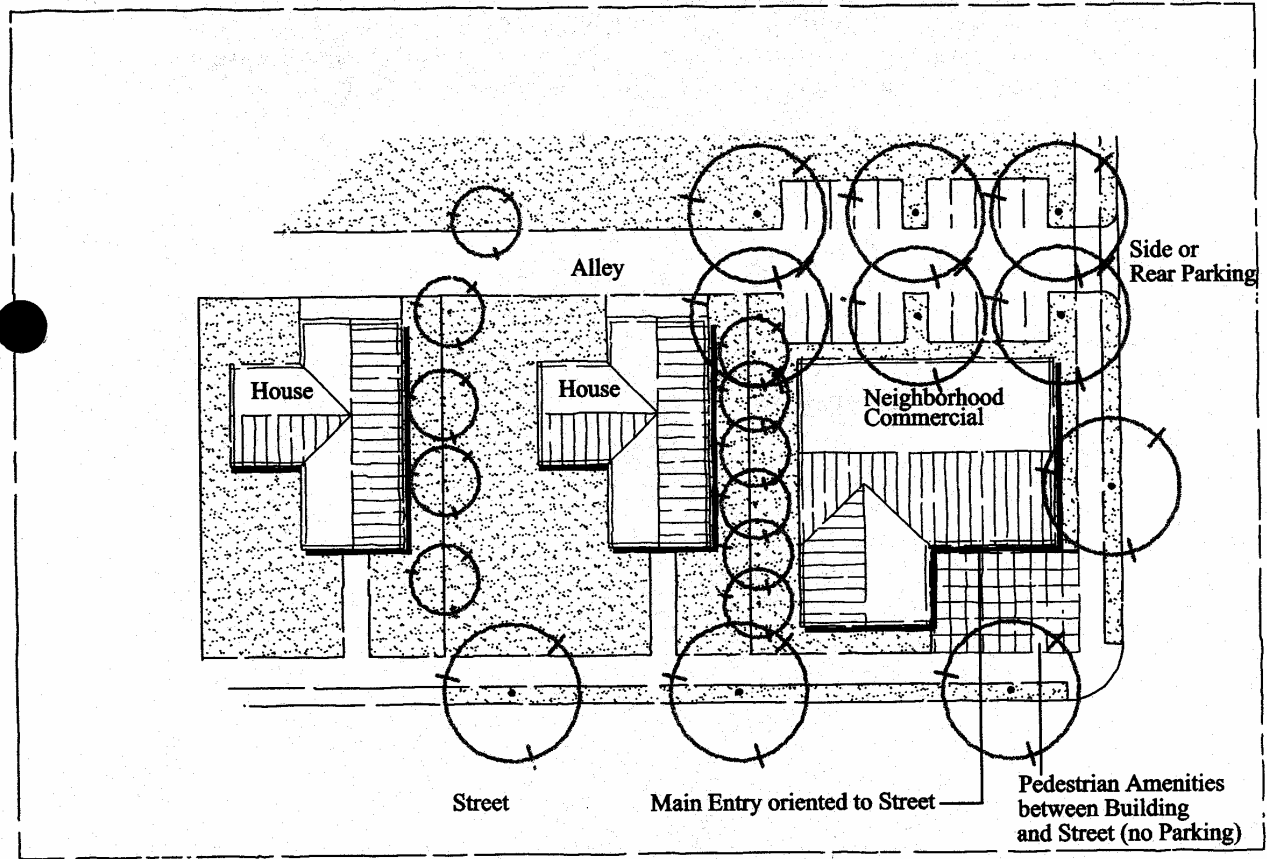 Side or
Rear Parking
Alley
House
House
Neighborhood
Commercial
Street
Main Entry oriented to Street
Pedestrian Amenities
between Building
and Street (no Parking)